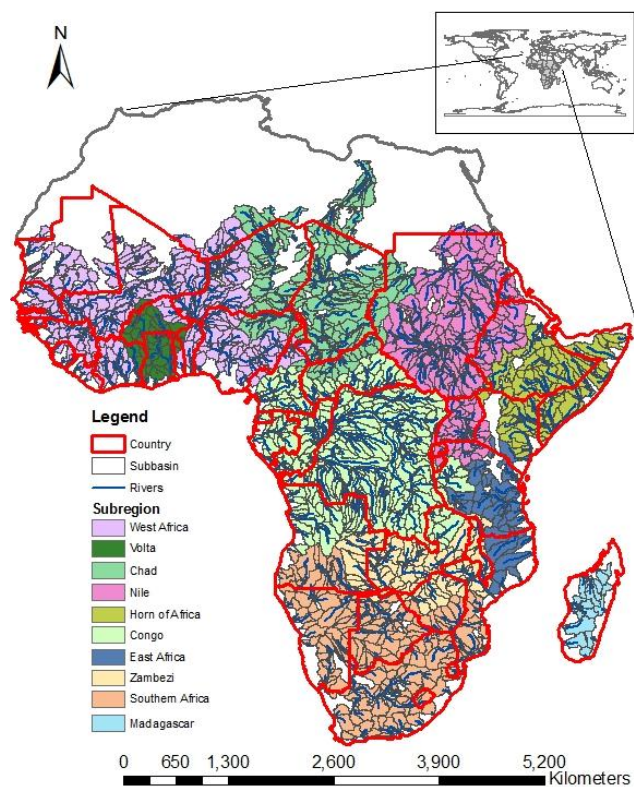 N
Legend
Country
Subbasin
Rivers
Subregion
West Africa
Volta
Chad
Nile
Horn of Africa
Congo
East Africa
Zambezi
Southern Africa
Madagascar
0 650 1,300 2,600 3,900 5,200
Kilometers